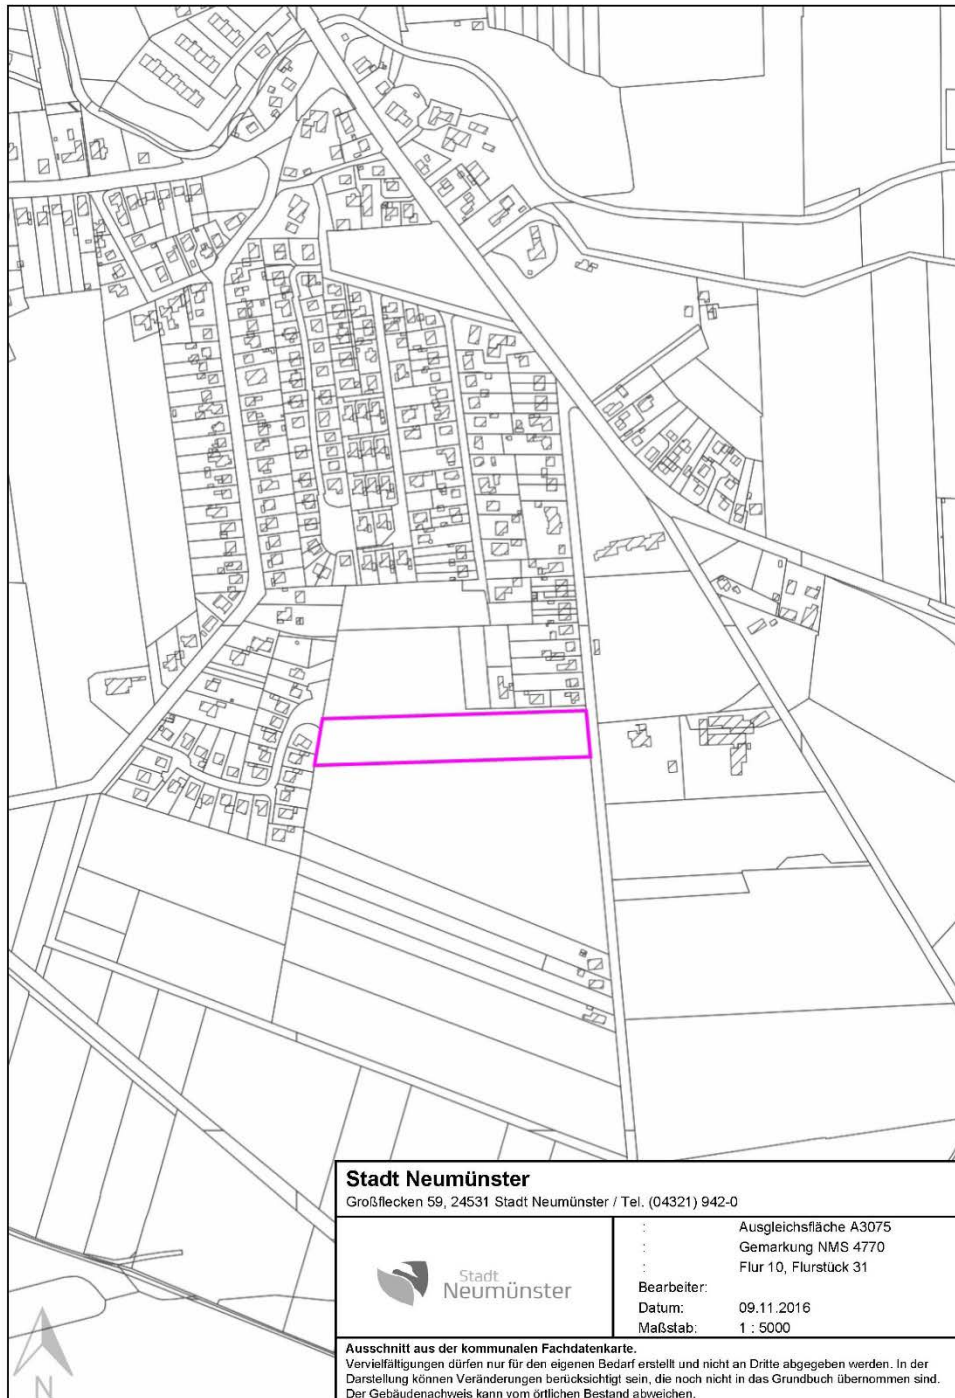 Stadt Neumünster
Großflecken 59, 24531 Stadt Neumünster / Tel. (04321) 942-0
Stadt
Neumünster
: Ausgleichsfläche A3075
: Gemarkung NMS 4770
: Flur 10, Flurstück 31
Bearbeiter:
Datum: 09.11.2016
Maßstab: 1 : 5000
Ausschnitt aus der kommunalen Fachdatenkarte.
Vervielfältigungen dürfen nur für den eigenen Bedarf erstellt und nicht an Dritte abgegeben werden. In der
Darstellung können Veränderungen berücksichtigt sein, die noch nicht in das Grundbuch übernommen sind.
Der Gebäudenachweis kann vom örtlichen Bestand abweichen.
N